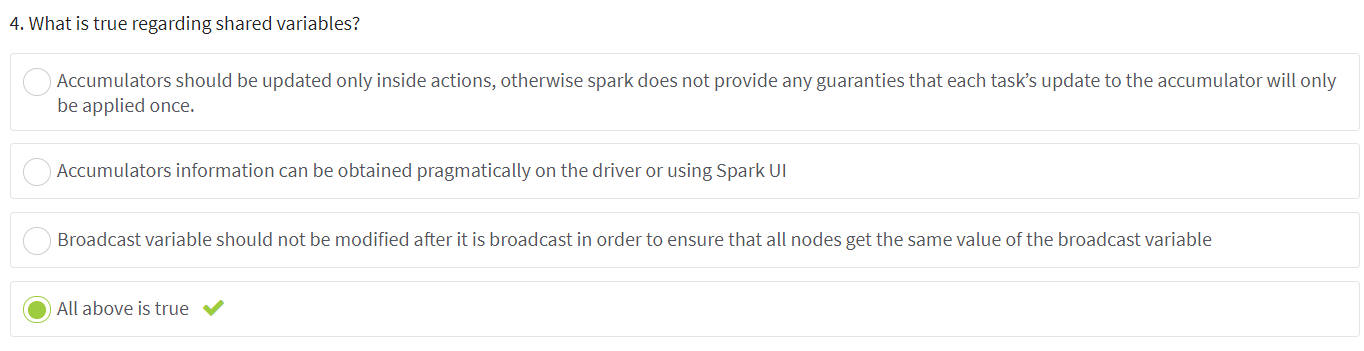 4. What is true regarding shared variables?
Accumulators should be updated only inside actions, otherwise spark does not provide any guaranties that each task’s update to the accumulator will only
be applied once.
Accumulators information can be obtained pragmatically on the driver or using Spark UI
Broadcast variable should not be modified after it is broadcast in order to ensure that all nodes get the same value of the broadcast variable
All above is true